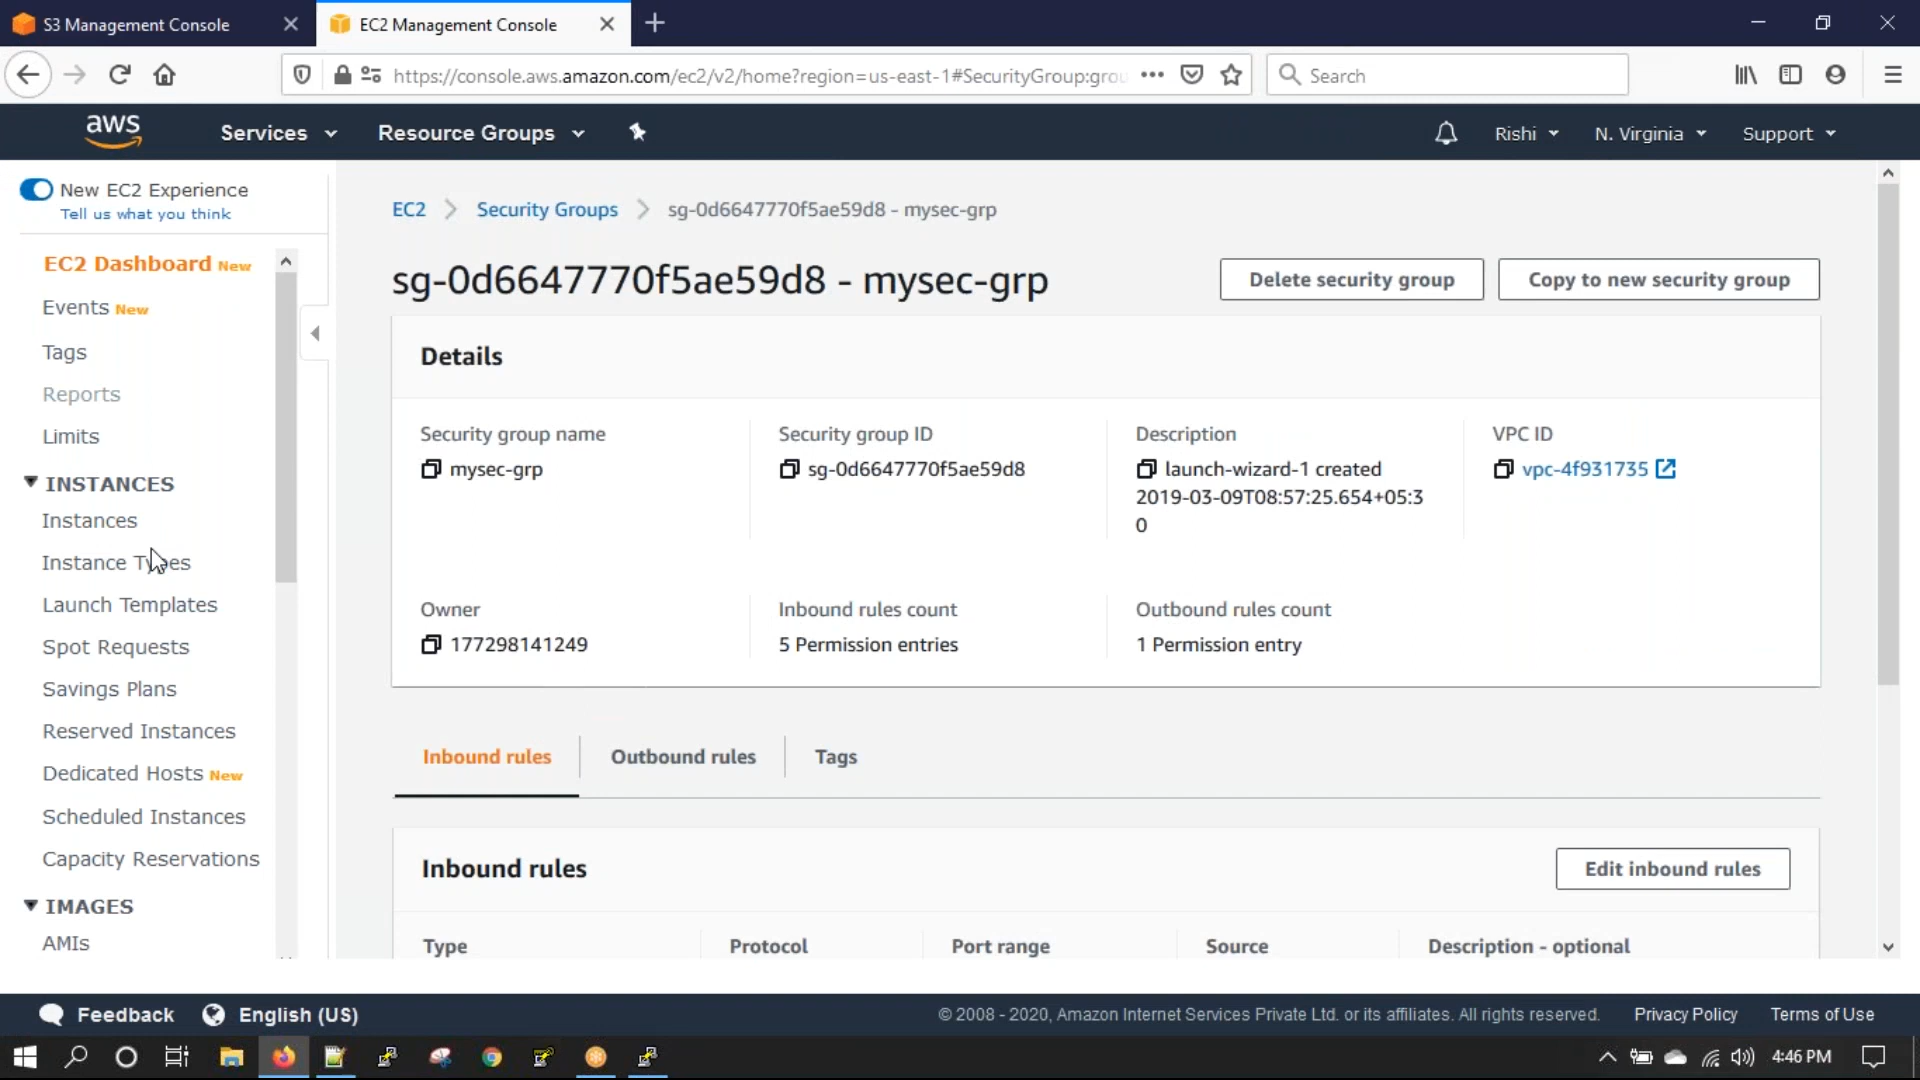 S3 Management Console
EC2 Management Console
https://console.aws.amazon.com/ec2/v2/home?region=us-east-1#SecurityGroup:grou
Search
aws
Services
Resource Groups
Rishi
N. Virginia
Support
New EC2 Experience
Tell us what you think
EC2 Dashboard New
Events New
Tags
Reports
Limits
INSTANCES
Instances
Instance Types
Launch Templates
Spot Requests
Savings Plans
Reserved Instances
Dedicated Hosts New
Scheduled Instances
Capacity Reservations
IMAGES
AMIs
EC2 > Security Groups > sg-0d6647770f5ae59d8 - mysec-grp
sg-0d6647770f5ae59d8 - mysec-grp
Delete security group
Copy to new security group
Details
Security group name
mysec-grp
Security group ID
sg-0d6647770f5ae59d8
Description
launch-wizard-1 created
2019-03-09T08:57:25.654+05:3
0
VPC ID
vpc-4f931735
Owner
177298141249
Inbound rules count
5 Permission entries
Outbound rules count
1 Permission entry
Inbound rules
Outbound rules
Tags
Inbound rules
Edit inbound rules
Type
Protocol
Port range
Source
Description - optional
Feedback
English (US)
© 2008 - 2020, Amazon Internet Services Private Ltd. or its affiliates. All rights reserved.
Privacy Policy
Terms of Use
4:46 PM